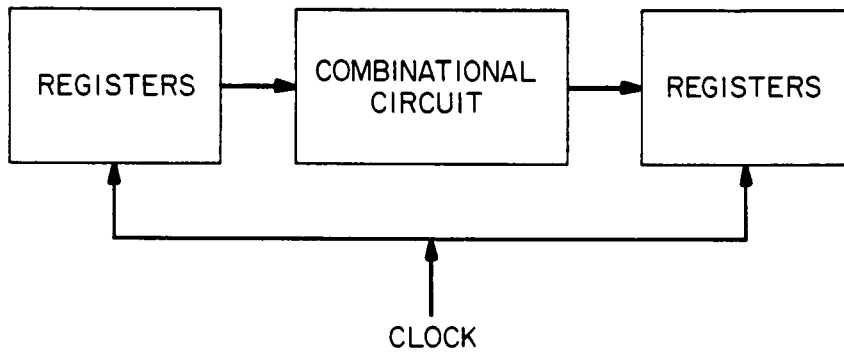 REGISTERS
COMBINATIONAL
CIRCUIT
REGISTERS
CLOCK